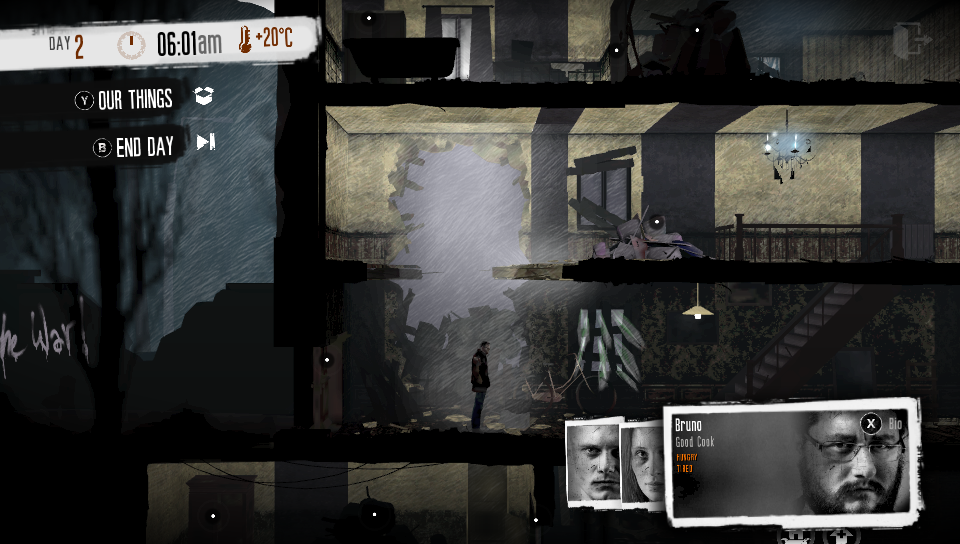 DAY 2
06:01am
+20°C
Y OUR THINGS
B END DAY
he War!
Bruno
X Bio
Good Cook
HUNGRY
TIRED